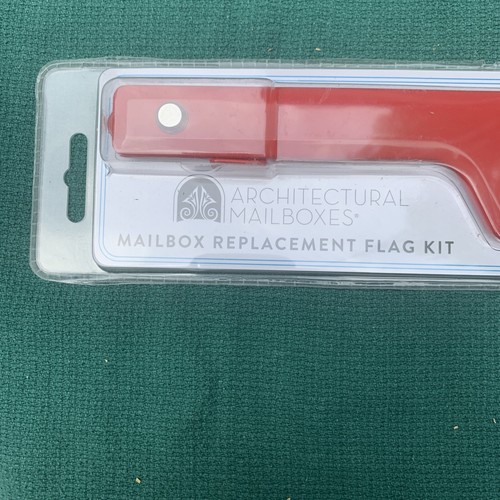 ARCHITECTURAL
MAILBOXES®
MAILBOX REPLACEMENT FLAG KIT